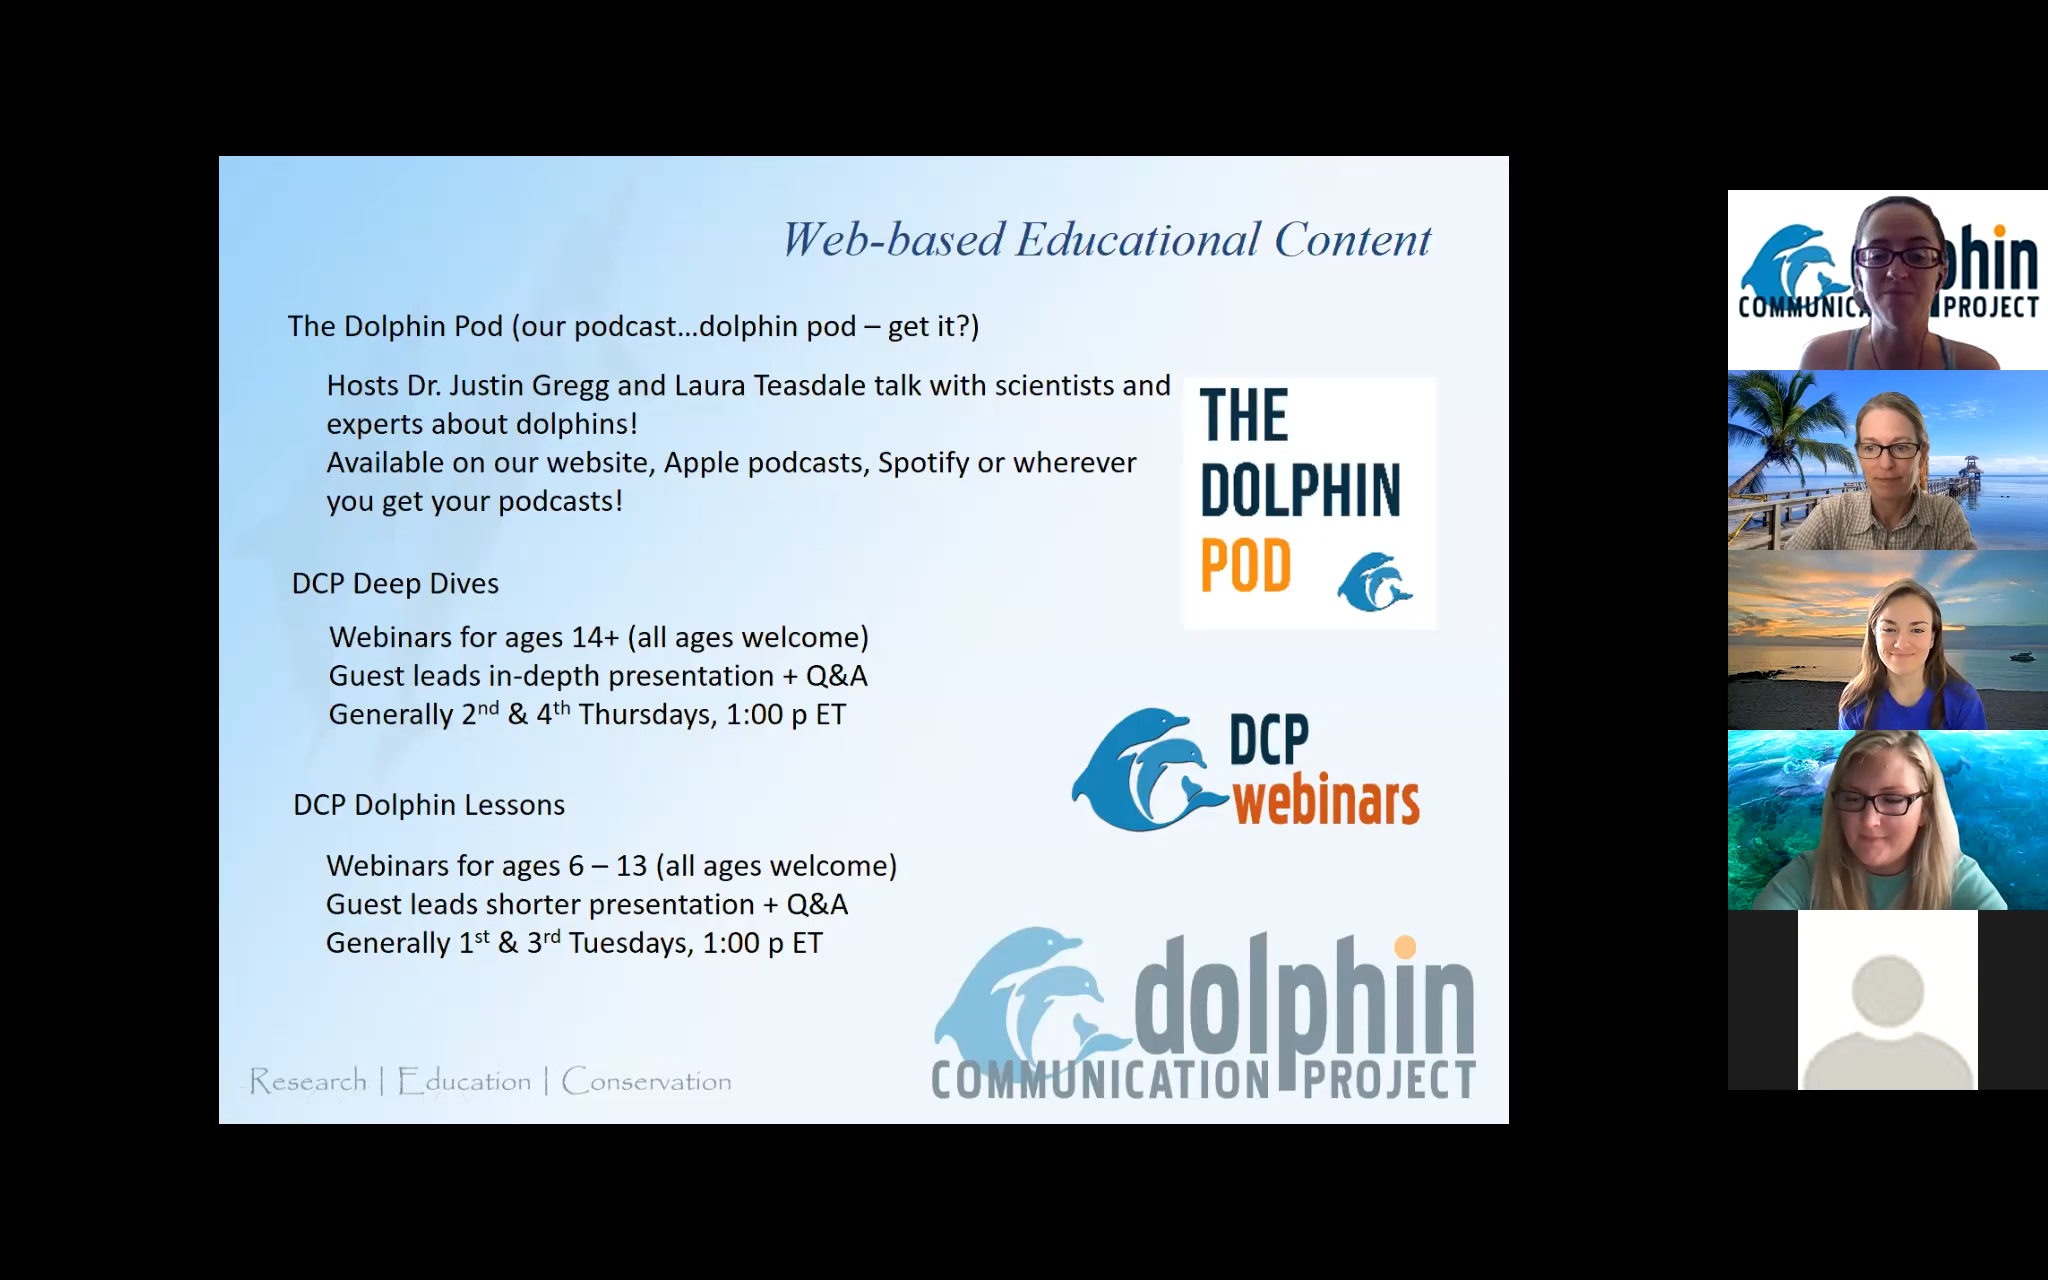 Web-based Educational Content
The Dolphin Pod (our podcast...dolphin pod – get it?)
Hosts Dr. Justin Gregg and Laura Teasdale talk with scientists and
experts about dolphins!
Available on our website, Apple podcasts, Spotify or wherever
you get your podcasts!
THE
DOLPHIN
POD
DCP Deep Dives
Webinars for ages 14+ (all ages welcome)
Guest leads in-depth presentation + Q&A
Generally 2nd & 4th Thursdays, 1:00 p ET
DCP
webinars
DCP Dolphin Lessons
Webinars for ages 6 – 13 (all ages welcome)
Guest leads shorter presentation + Q&A
Generally 1st & 3rd Tuesdays, 1:00 p ET
dolphin
COMMUNICATION PROJECT
Research | Education | Conservation
phin
COMMUNICA PROJECT